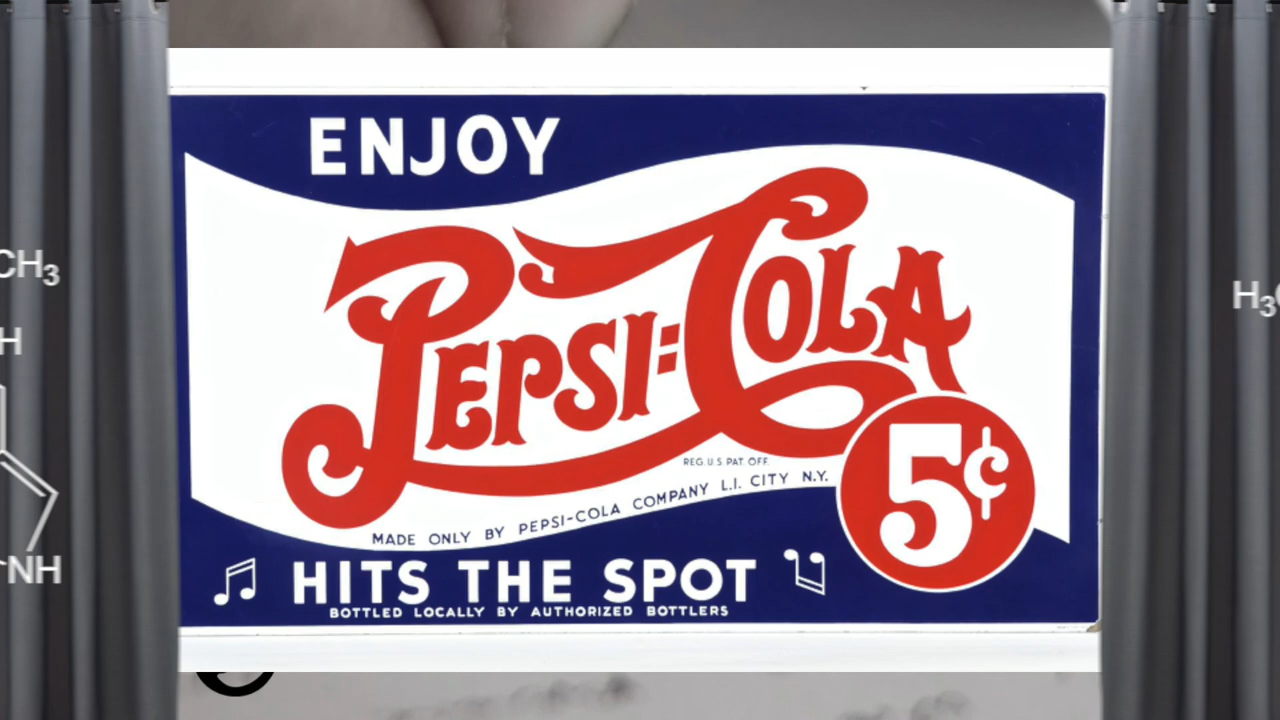 ENJOY
PEPSI=COLA
5¢
REG. U.S. PAT. OFF.
MADE ONLY BY PEPSI-COLA COMPANY L.I. CITY N.Y.
HITS THE SPOT
BOTTLED LOCALLY BY AUTHORIZED BOTTLERS
CH3
H
NH
H3